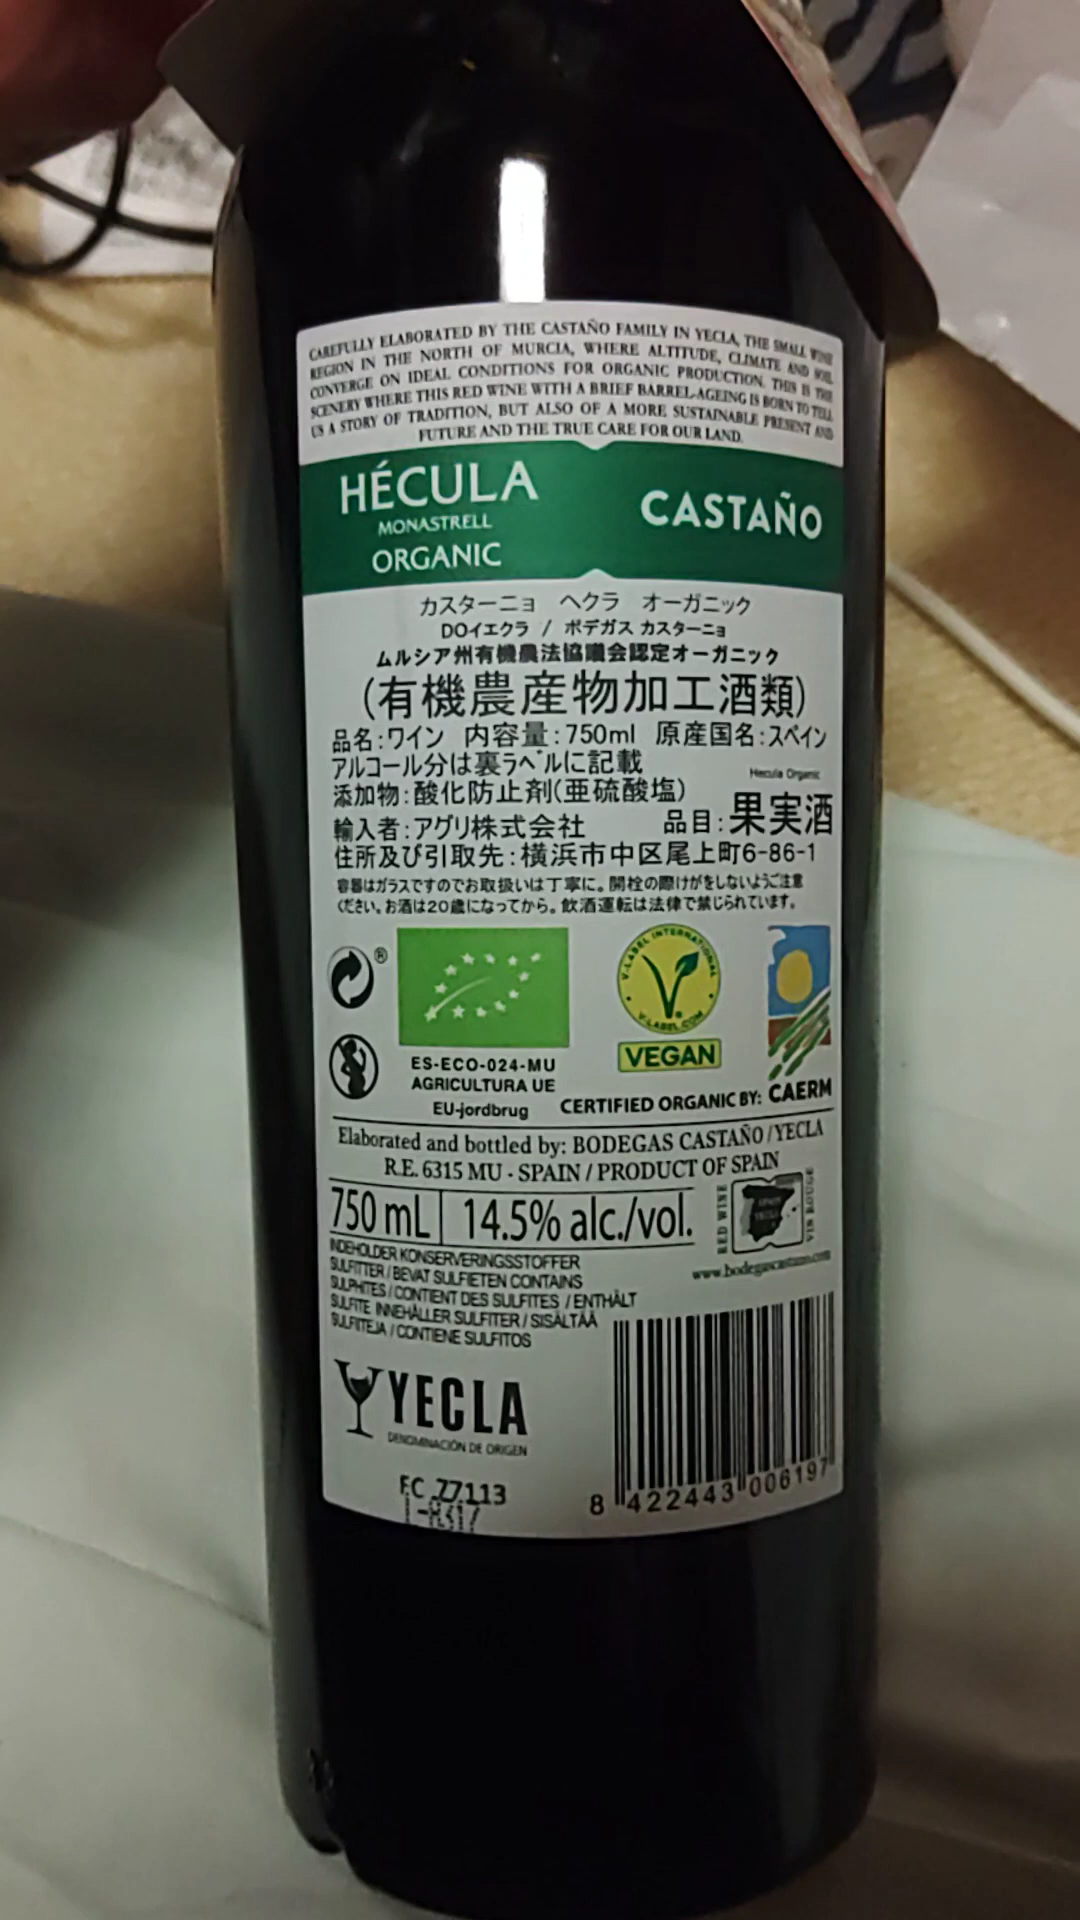 CAREFULLY ELABORATED BY THE CASTAÑO FAMILY IN YECLA, THE SMALL WINE
REGION IN THE NORTH OF MURCIA, WHERE ALTITUDE, CLIMATE AND SOIL
CONVERGE ON IDEAL CONDITIONS FOR ORGANIC PRODUCTION. THIS IS THE
SCENERY WHERE THIS RED WINE WITH A BRIEF BARREL-AGEING IS BORN TO TELL
US A STORY OF TRADITION, BUT ALSO OF A MORE SUSTAINABLE PRESENT AND
FUTURE AND THE TRUE CARE FOR OUR LAND.
HÉCULA
MONASTRELL
ORGANIC
CASTAÑO
カスターニョ ヘクラ オーガニック
DOイエクラ / ボデガス カスターニョ
ムルシア州有機農法協議会認定オーガニック
(有機農産物加工酒類)
品名:ワイン 内容量:750ml 原産国名:スペイン
アルコール分は裏ラベルに記載
Hecula Organic
添加物:酸化防止剤(亜硫酸塩)
輸入者:アグリ株式会社 品目:果実酒
住所及び引取先:横浜市中区尾上町6-86-1
容器はガラスですのでお取扱いは丁寧に。開栓の際けがをしないようご注意
ください。お酒は20歳になってから。飲酒運転は法律で禁じられています。
®
V-LABEL INTERNATIONAL
V-LABEL.COM
VEGAN
ES-ECO-024-MU
AGRICULTURA UE
EU-jordbrug
CERTIFIED ORGANIC BY: CAERM
Elaborated and bottled by: BODEGAS CASTAÑO / YECLA
R.E. 6315 MU - SPAIN / PRODUCT OF SPAIN
750 mL 14.5% alc./vol.
RED WINE
VIN ROUGE
www.bodegascastano.com
INDEHOLDER KONSERVERINGSSTOFFER
SULFITTER / BEVAT SULFIETEN CONTAINS
SULPHITES / CONTIENT DES SULFITES / ENTHÄLT
SULFITE INNEHÅLLER SULFITER / SISÄLTÄÄ
SULFIITEJA / CONTIENE SULFITOS
YECLA
DENOMINACIÓN DE ORIGEN
FC 77113
8 422443 006197